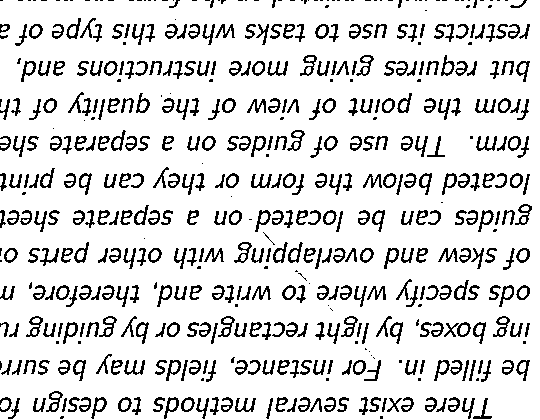 There exist several methods to design fo
be filled in. For instance, fields may be surro
ing boxes, by light rectangles or by guiding ru
ods specify where to write and, therefore, m
of skew and overlapping with other parts o
guides can be located on a separate sheet
located below the form or they can be print
form. The use of guides on a separate she
from the point of view of the quality of th
but requires giving more instructions and,
restricts its use to tasks where this type of a